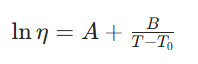 ln η = A + B/(T−T₀)